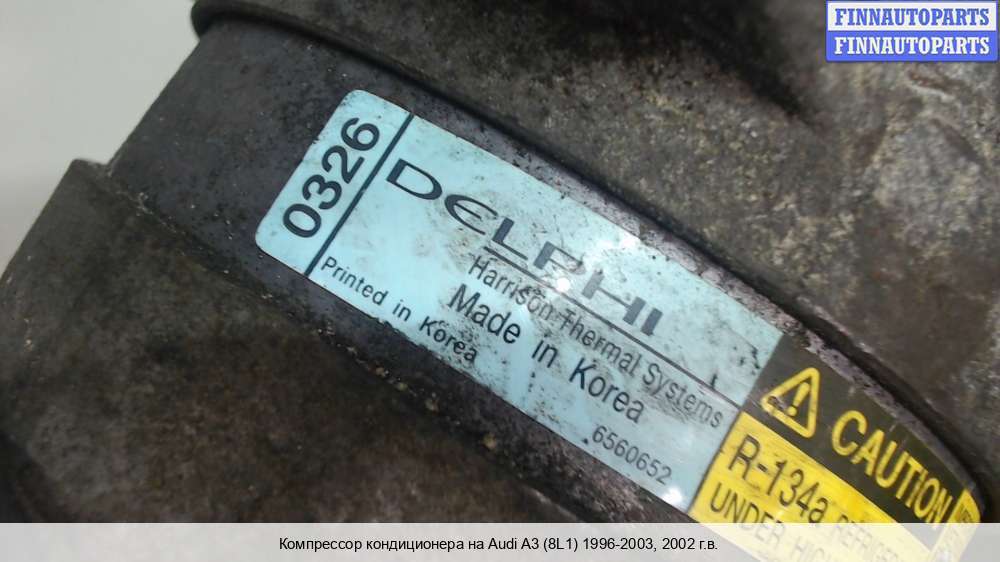 FINNAUTOPARTS
FINNAUTOPARTS
0326
DELPHI
Harrison Thermal Systems
Made in Korea
Printed in Korea
6560652
CAUTION
R-134a
UNDER
Компрессор кондиционера на Audi A3 (8L1) 1996-2003, 2002 г.в.